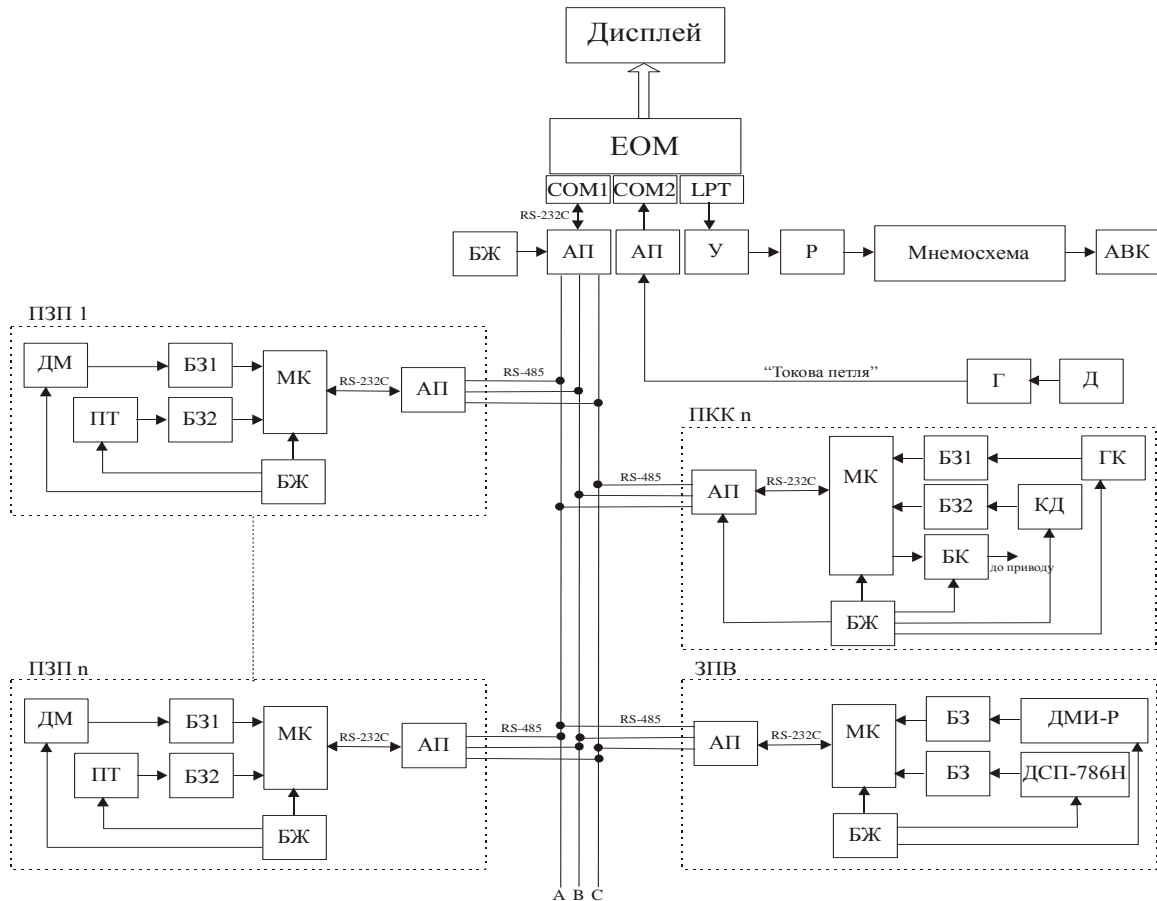 Дисплей
ЕОМ
COM1 COM2 LPT
RS-232C
БЖ АП АП У Р Мнемосхема АВК
ПЗП 1
ДМ БЗ1 МК RS-232C АП RS-485
ПТ БЗ2
БЖ
“Токова петля” Г Д
ПКК n
RS-485 АП RS-232C МК БЗ1 ГК
БЗ2 КД
БК до приводу
БЖ
ПЗП n
ДМ БЗ1 МК RS-232C АП RS-485
ПТ БЗ2
БЖ
ЗПВ
RS-485 АП RS-232C МК БЗ ДМИ-Р
БЗ ДСП-786Н
БЖ
А В С